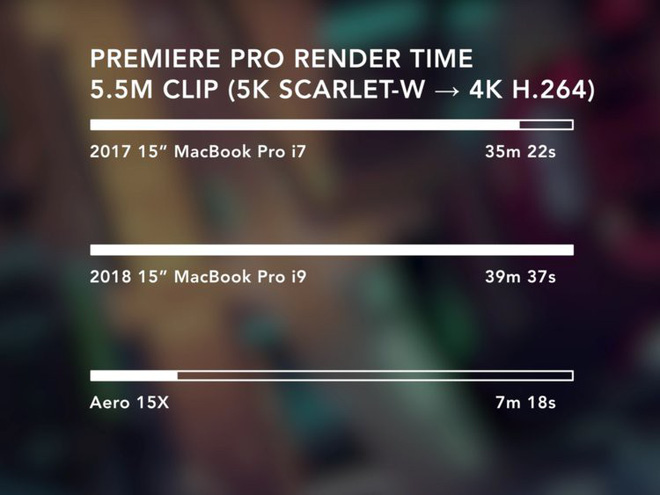 PREMIERE PRO RENDER TIME
5.5M CLIP (5K SCARLET-W → 4K H.264)
2017 15” MacBook Pro i7 35m 22s
2018 15” MacBook Pro i9 39m 37s
Aero 15X 7m 18s